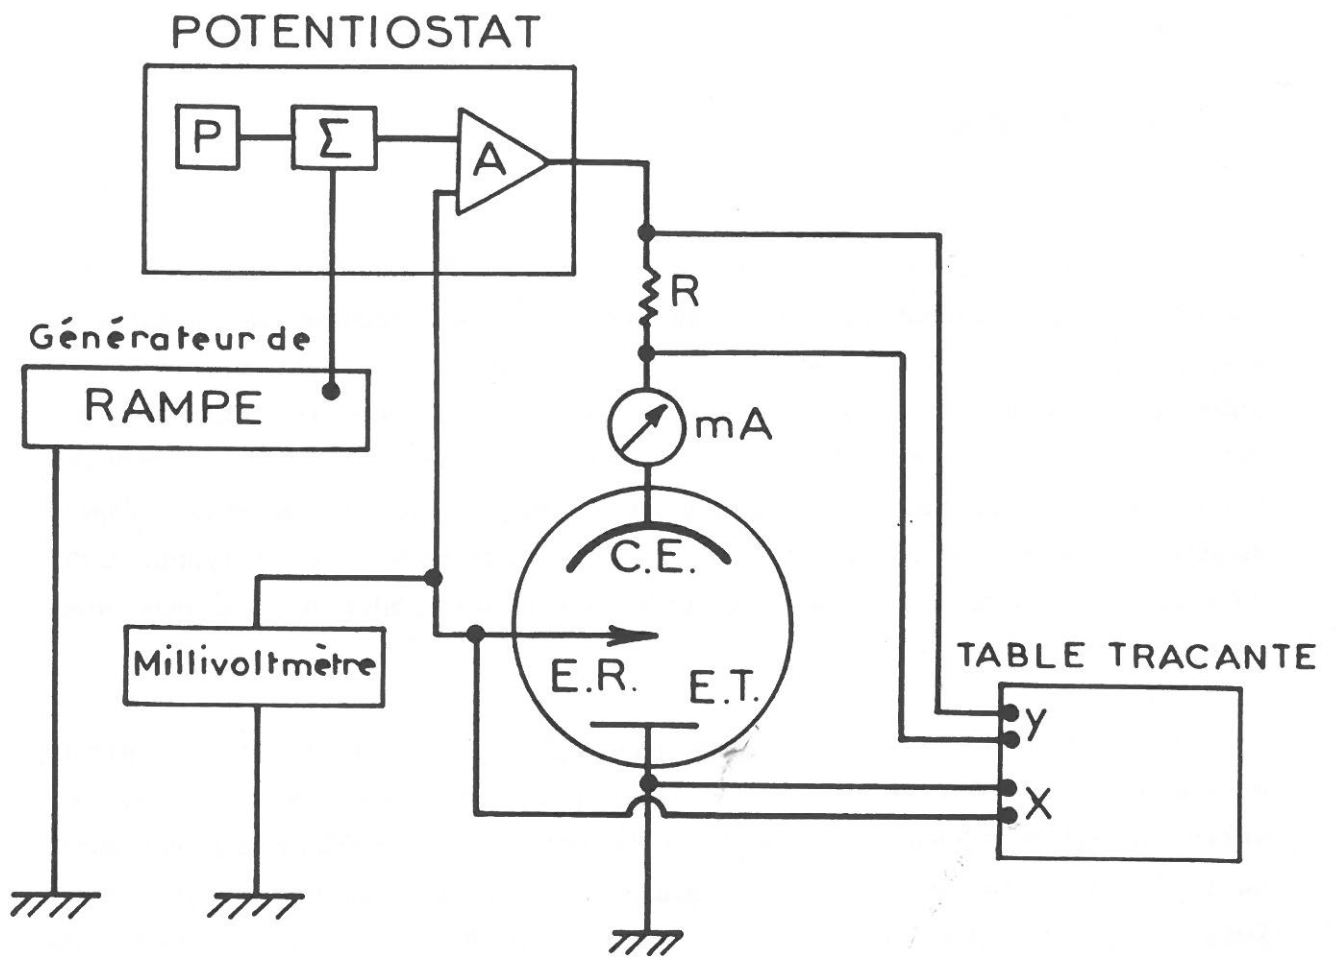 POTENTIOSTAT
P
Σ
A
R
Générateur de
RAMPE
mA
C.E.
Millivoltmètre
E.R.
E.T.
TABLE TRACANTE
y
X